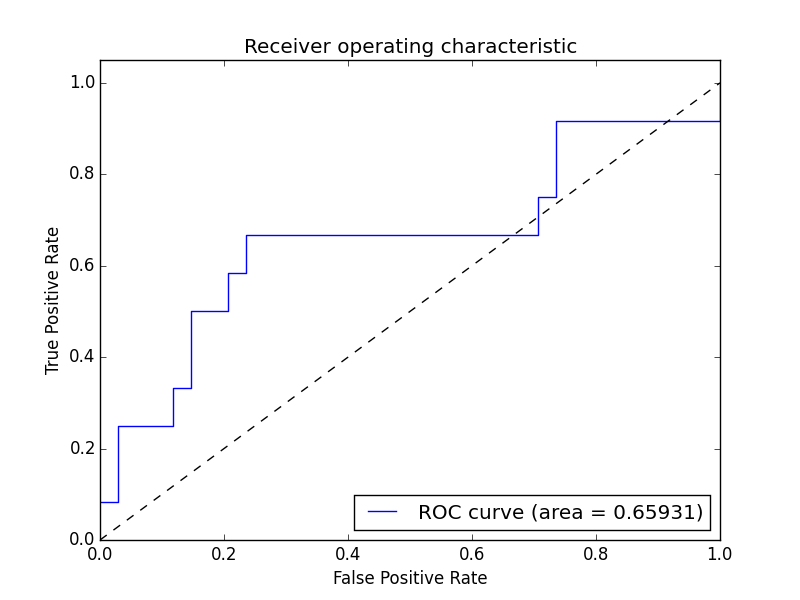 Receiver operating characteristic
1.0
0.8
0.6
0.4
0.2
0.0
True Positive Rate
ROC curve (area = 0.65931)
0.0 0.2 0.4 0.6 0.8 1.0
False Positive Rate